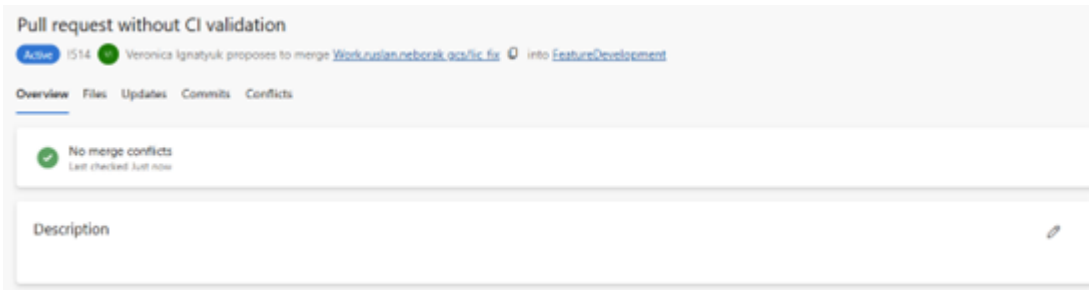 Pull request without CI validation
Active !514 Veronica Ignatyuk proposes to merge Work.ruslan.neborak.gcs/lic_fix into FeatureDevelopment
Overview Files Updates Commits Conflicts
No merge conflicts
Last checked Just now
Description